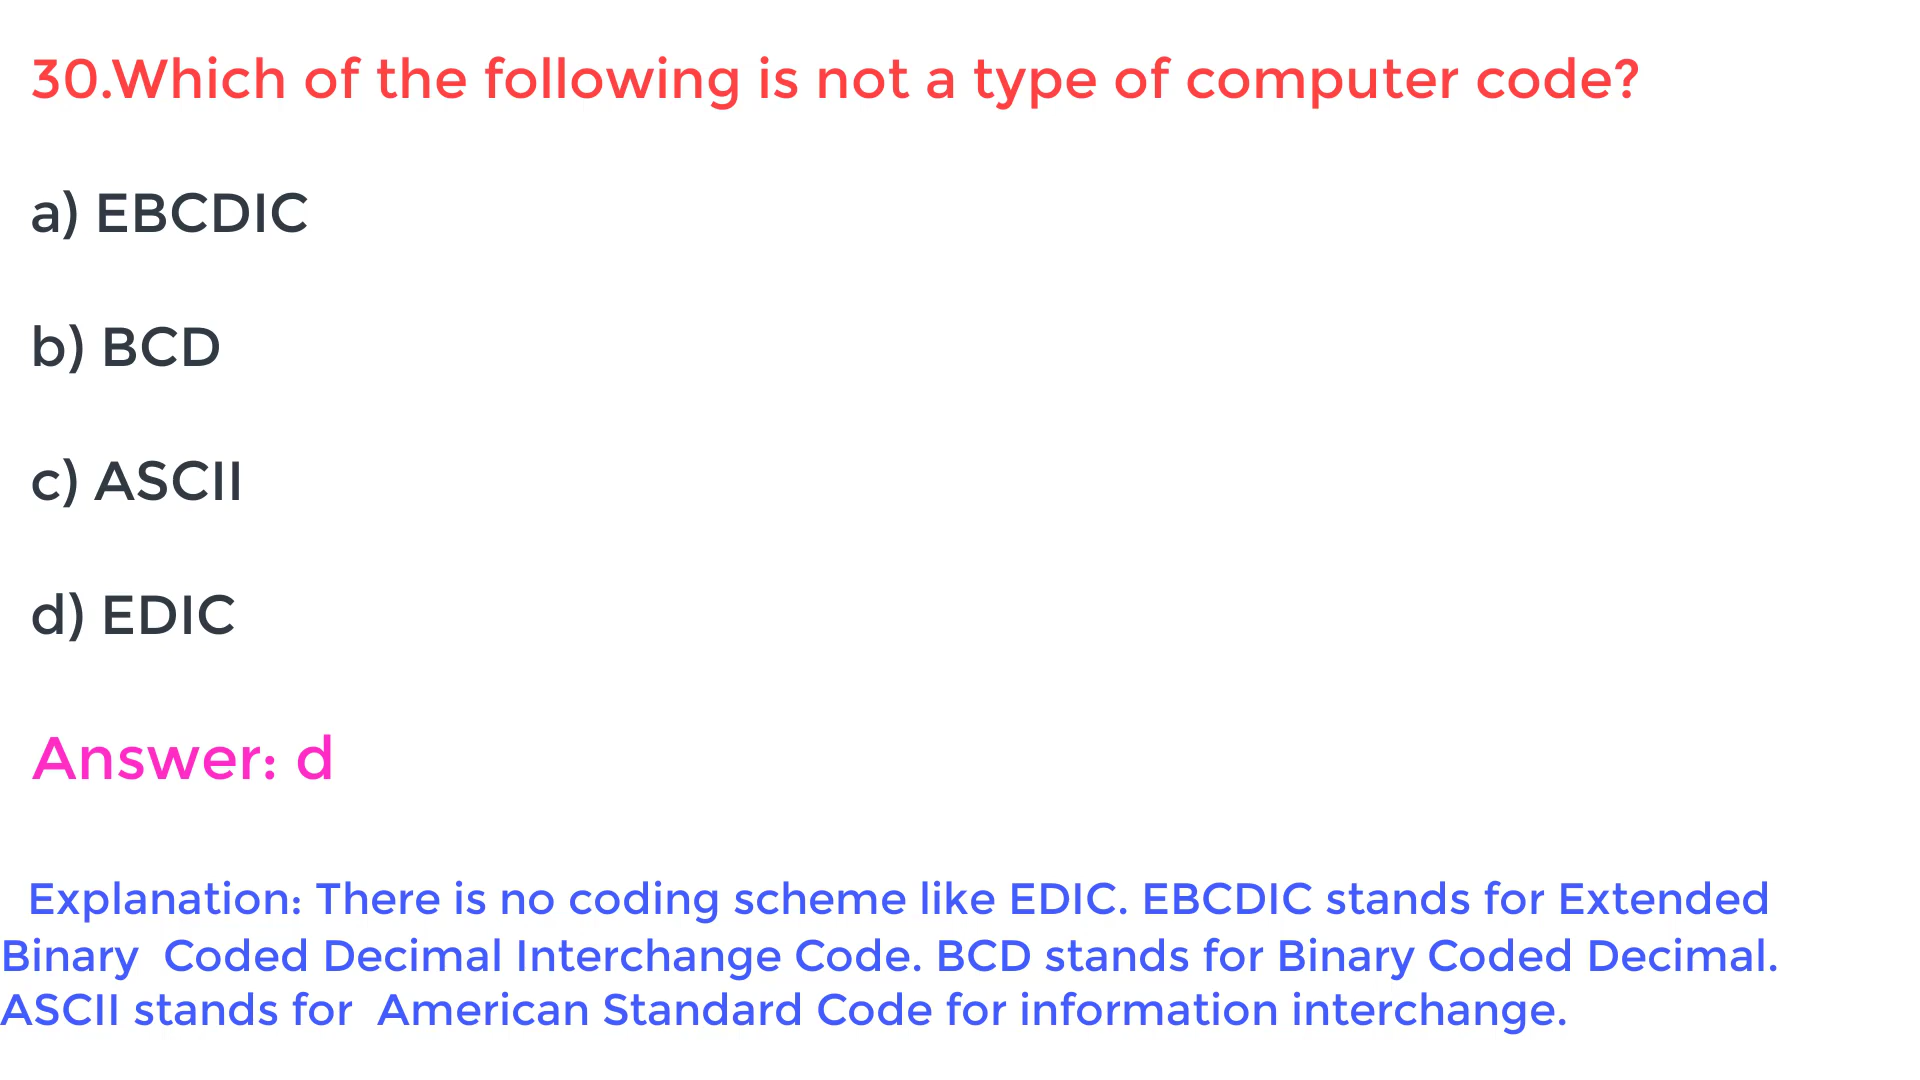 30.Which of the following is not a type of computer code?
a) EBCDIC
b) BCD
c) ASCII
d) EDIC
Answer: d
Explanation: There is no coding scheme like EDIC. EBCDIC stands for Extended
Binary  Coded Decimal Interchange Code. BCD stands for Binary Coded Decimal.
ASCII stands for  American Standard Code for information interchange.